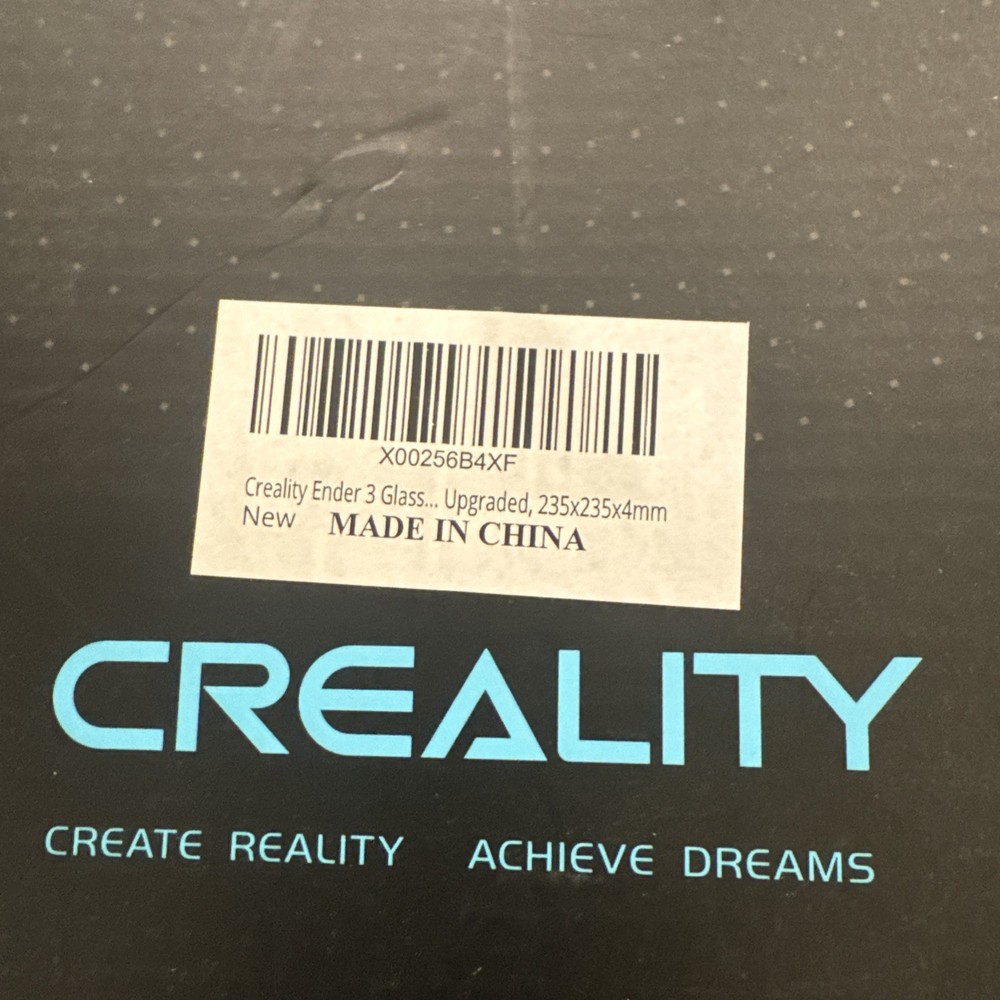 X00256B4XF
Creality Ender 3 Glass... Upgraded, 235x235x4mm
New MADE IN CHINA
CREALITY
CREATE REALITY ACHIEVE DREAMS